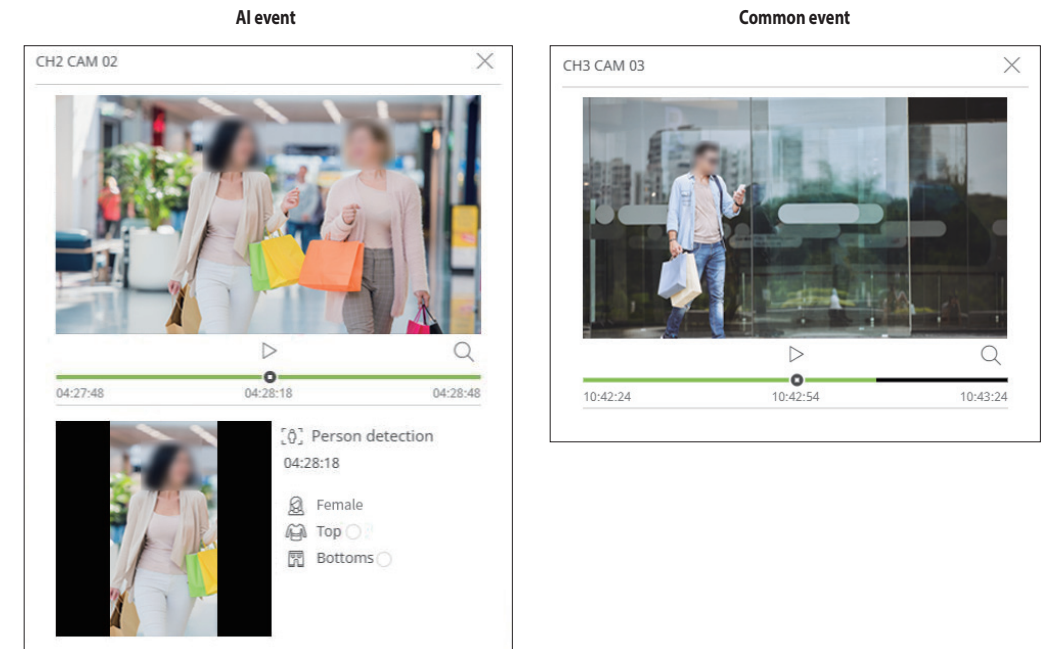 AI event
CH2 CAM 02
04:27:48 04:28:18 04:28:48
Person detection
04:28:18
Female
Top
Bottoms
Common event
CH3 CAM 03
10:42:24 10:42:54 10:43:24